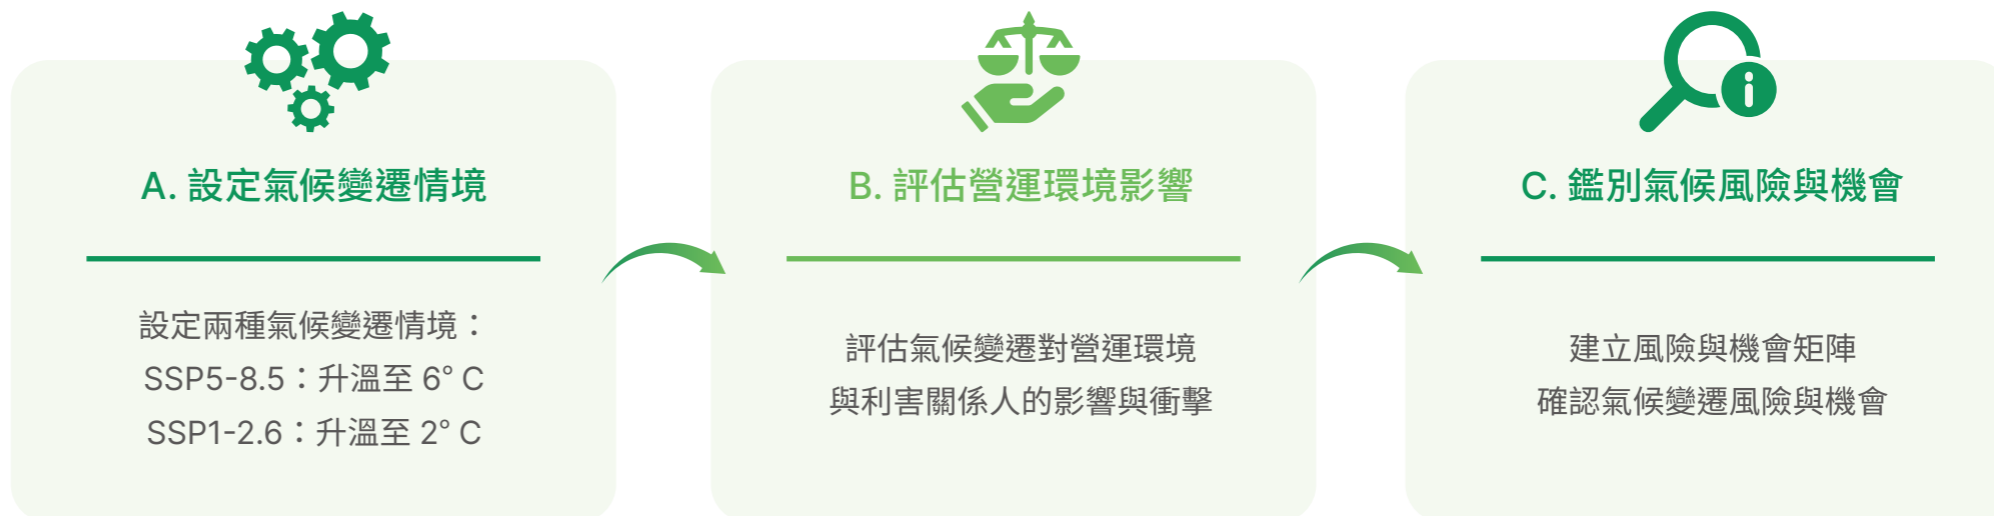 A. 設定氣候變遷情境
設定兩種氣候變遷情境：
SSP5-8.5：升溫至 6° C
SSP1-2.6：升溫至 2° C
B. 評估營運環境影響
評估氣候變遷對營運環境
與利害關係人的影響與衝擊
C. 鑑別氣候風險與機會
建立風險與機會矩陣
確認氣候變遷風險與機會